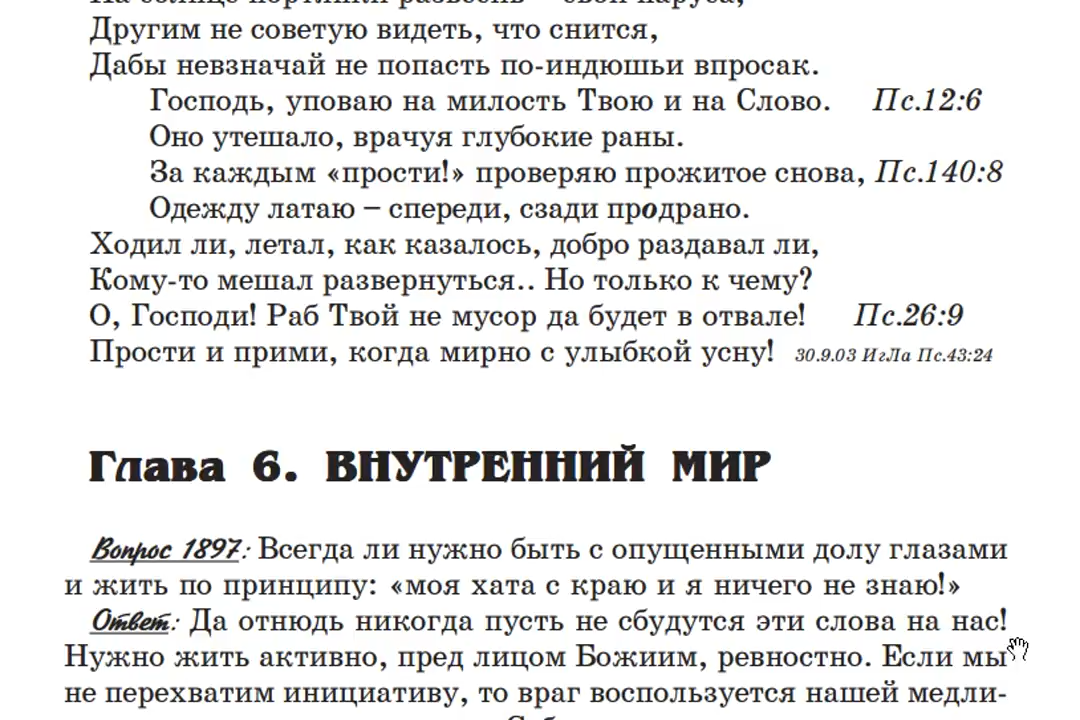 Другим не советую видеть, что снится,
Дабы невзначай не попасть по-индюшьи впросак.
Господь, уповаю на милость Твою и на Слово. Пс.12:6
Оно утешало, врачуя глубокие раны.
За каждым «прости!» проверяю прожитое снова, Пс.140:8
Одежду латаю – спереди, сзади продрано.
Ходил ли, летал, как казалось, добро раздавал ли,
Кому-то мешал развернуться.. Но только к чему?
О, Господи! Раб Твой не мусор да будет в отвале! Пс.26:9
Прости и прими, когда мирно с улыбкой усну! 30.9.03 ИгЛа Пс.43:24
Глава 6. ВНУТРЕННИЙ МИР
Вопрос 1897: Всегда ли нужно быть с опущенными долу глазами
и жить по принципу: «моя хата с краю и я ничего не знаю!»
Ответ: Да отнюдь никогда пусть не сбудутся эти слова на нас!
Нужно жить активно, пред лицом Божиим, ревностно. Если мы
не перехватим инициативу, то враг воспользуется нашей медли-